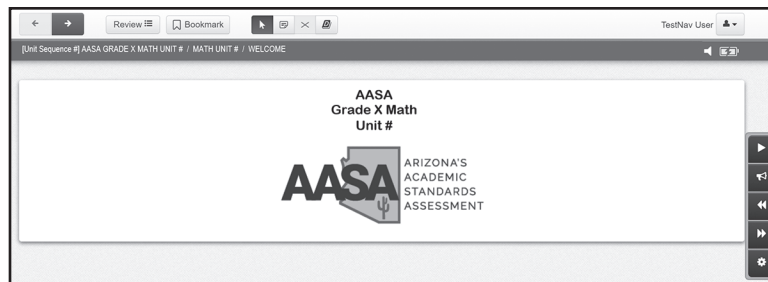 Review Bookmark TestNav User
[Unit Sequence #] AASA GRADE X MATH UNIT # / MATH UNIT # / WELCOME
AASA
Grade X Math
Unit #
AASA
ARIZONA'S
ACADEMIC
STANDARDS
ASSESSMENT